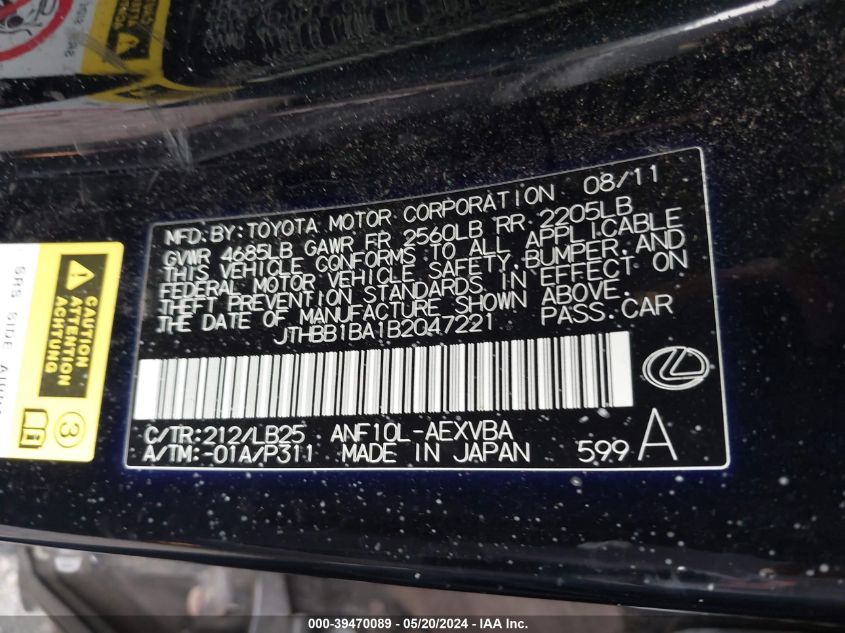 MFD. BY: TOYOTA MOTOR CORPORATION 08/11
GVWR 4685LB GAWR FR 2560LB RR 2205LB
THIS VEHICLE CONFORMS TO ALL APPLICABLE
FEDERAL MOTOR VEHICLE SAFETY, BUMPER, AND
THEFT PREVENTION STANDARDS IN EFFECT ON
THE DATE OF MANUFACTURE SHOWN ABOVE.
JTHBB1BA1B2047221 PASS. CAR
C/TR:212/LB25 ANF10L-AEXVBA
A/TM:-01A/P311 MADE IN JAPAN 599 A
CAUTION
ATTENTION
ACHTUNG
SRS SIDE
3
000-39470089 - 05/20/2024 - IAA Inc.